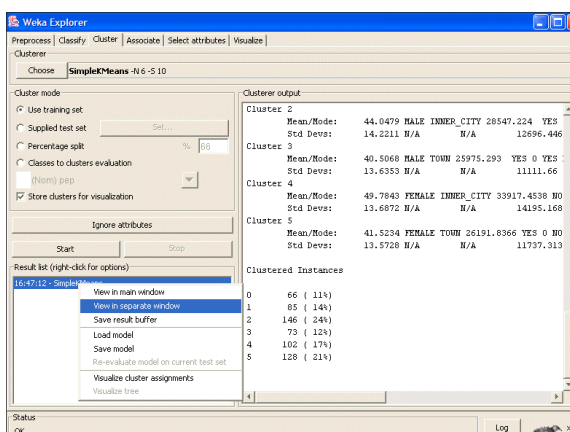 Weka Explorer
Preprocess Classify Cluster Associate Select attributes Visualize
Clusterer
Choose SimpleKMeans -N 6 -S 10
Cluster mode
Use training set
Supplied test set Set...
Percentage split % 66
Classes to clusters evaluation
(Nom) pep
Store clusters for visualization
Ignore attributes
Start Stop
Result list (right-click for options)
16:47:12 - SimpleKMeans
View in main window
View in separate window
Save result buffer
Load model
Save model
Re-evaluate model on current test set
Visualize cluster assignments
Visualize tree
Clusterer output
Cluster 2
Mean/Mode: 44.0479 MALE INNER_CITY 28547.224 YES
Std Devs: 14.2211 N/A N/A 12696.446
Cluster 3
Mean/Mode: 40.5068 MALE TOWN 25975.293 YES 0 YES
Std Devs: 13.6353 N/A N/A 11111.66
Cluster 4
Mean/Mode: 49.7843 FEMALE INNER_CITY 33917.4538 NO
Std Devs: 13.6872 N/A N/A 14195.168
Cluster 5
Mean/Mode: 41.5234 FEMALE TOWN 26191.8366 YES 0 NO
Std Devs: 13.5728 N/A N/A 11737.313
Clustered Instances
0 66 ( 11%)
1 85 ( 14%)
2 146 ( 24%)
3 73 ( 12%)
4 102 ( 17%)
5 128 ( 21%)
Status
OK
Log